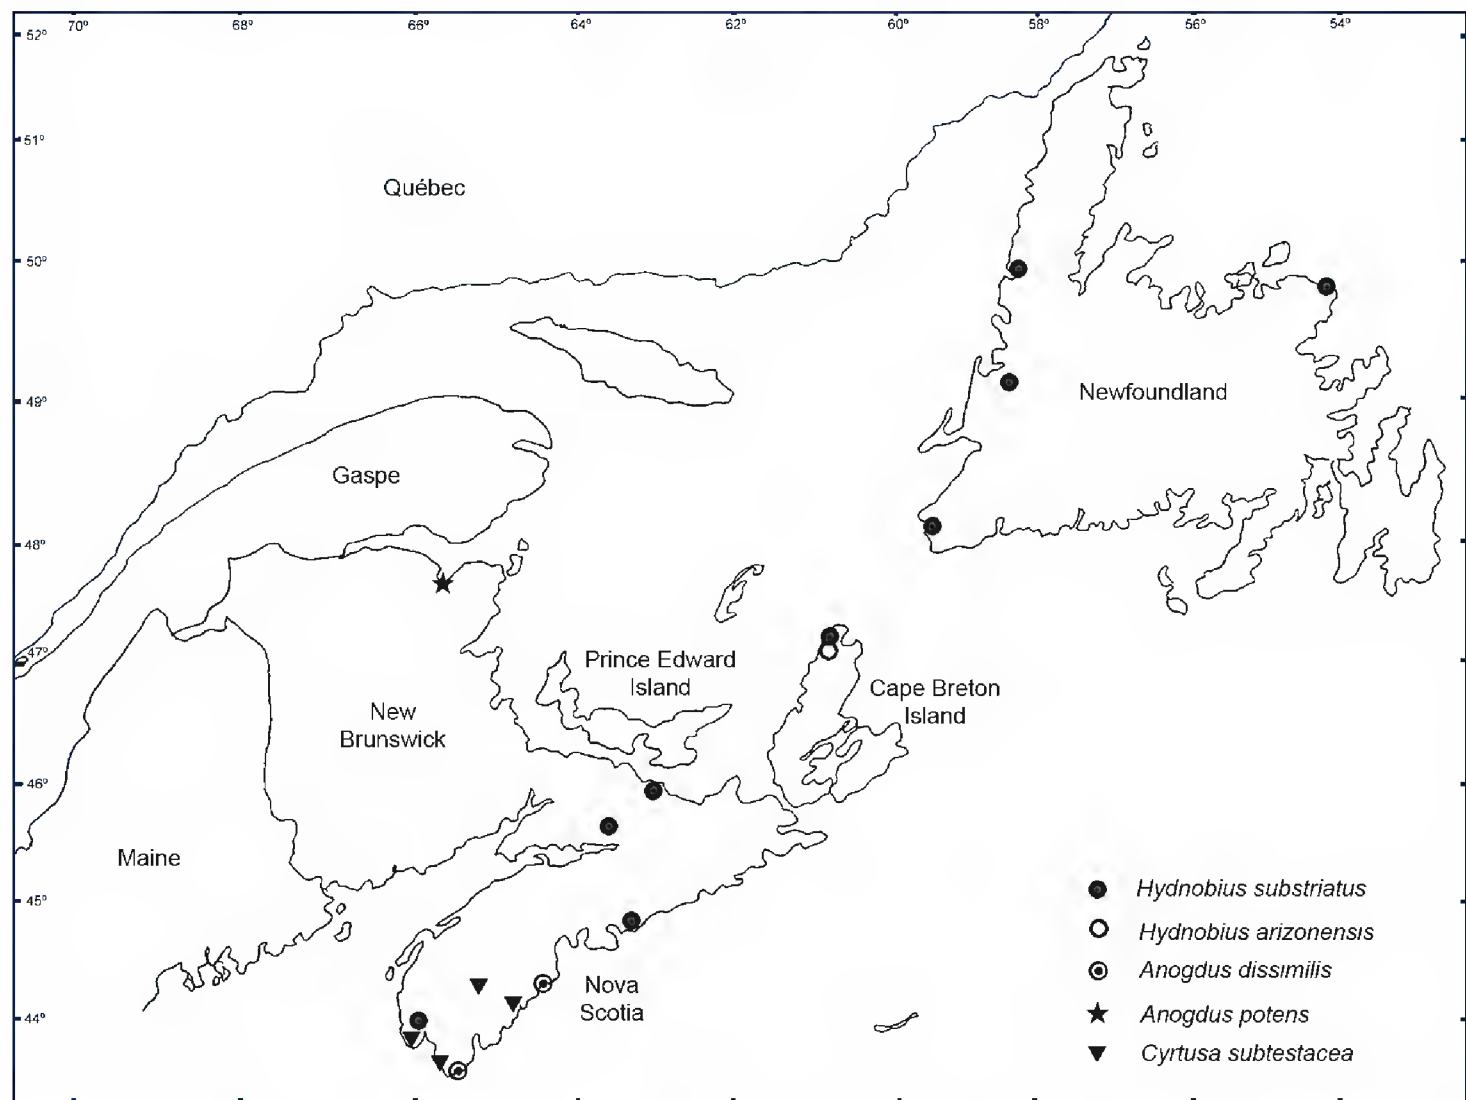 70° 68° 66° 64° 62° 60° 58° 56° 54°
52°
51°
Québec
50°
49°
Newfoundland
Gaspe
48°
47°
Prince Edward
Island
Cape Breton
Island
New
Brunswick
46°
Maine
45°
Hydnobius substriatus
Hydnobius arizonensis
Anogdus dissimilis
Nova
Scotia
44°
Anogdus potens
Cyrtusa subtestacea